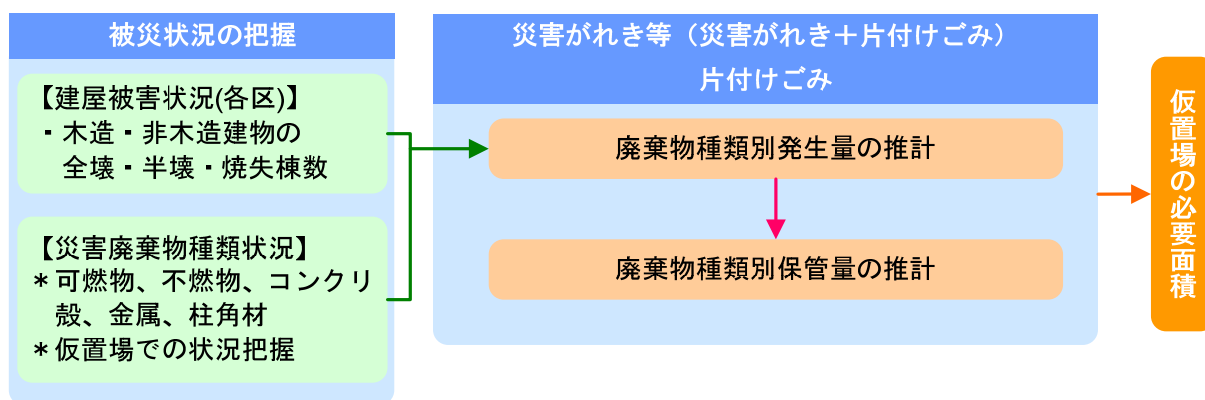 被災状況の把握
【建屋被害状況(各区)】
・木造・非木造建物の
全壊・半壊・焼失棟数
【災害廃棄物種類状況】
＊可燃物、不燃物、コンクリ
殻、金属、柱角材
＊仮置場での状況把握
災害がれき等（災害がれき＋片付けごみ）
片付けごみ
廃棄物種類別発生量の推計
廃棄物種類別保管量の推計
仮置場の必要面積